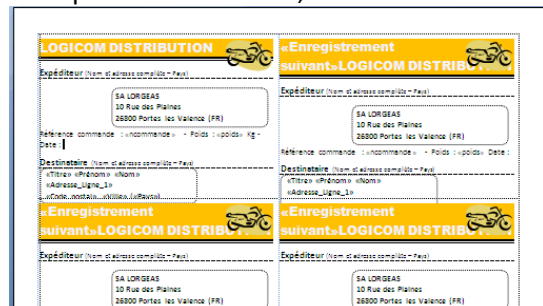 LOGICOM DISTRIBUTION
Expéditeur (Nom et adresse complète – Pays)
SA LORGEAS
10 Rue des Plaines
26800 Portes les Valence (FR)
Référence commande : «ncommande» - Poids : «poids» Kg -
Date :
Destinataire (Nom et adresse complète – Pays)
«Titre» «Prénom» «Nom»
«Adresse_Ligne_1»
«Code_postal» «Ville» («Pays»)
«Enregistrement
suivant»LOGICOM DISTRIBUT
Expéditeur (Nom et adresse complète – Pays)
SA LORGEAS
10 Rue des Plaines
26800 Portes les Valence (FR)
Référence commande : «ncommande» - Poids : «poids» Date :
Destinataire (Nom et adresse complète – Pays)
«Titre» «Prénom» «Nom»
«Adresse_Ligne_1»
«Enregistrement
suivant»LOGICOM DISTRIB
Expéditeur (Nom et adresse complète – Pays)
SA LORGEAS
10 Rue des Plaines
26800 Portes les Valence (FR)
«Enregistrement
suivant»LOGICOM DISTRIB
Expéditeur (Nom et adresse complète – Pays)
SA LORGEAS
10 Rue des Plaines
26800 Portes les Valence (FR)